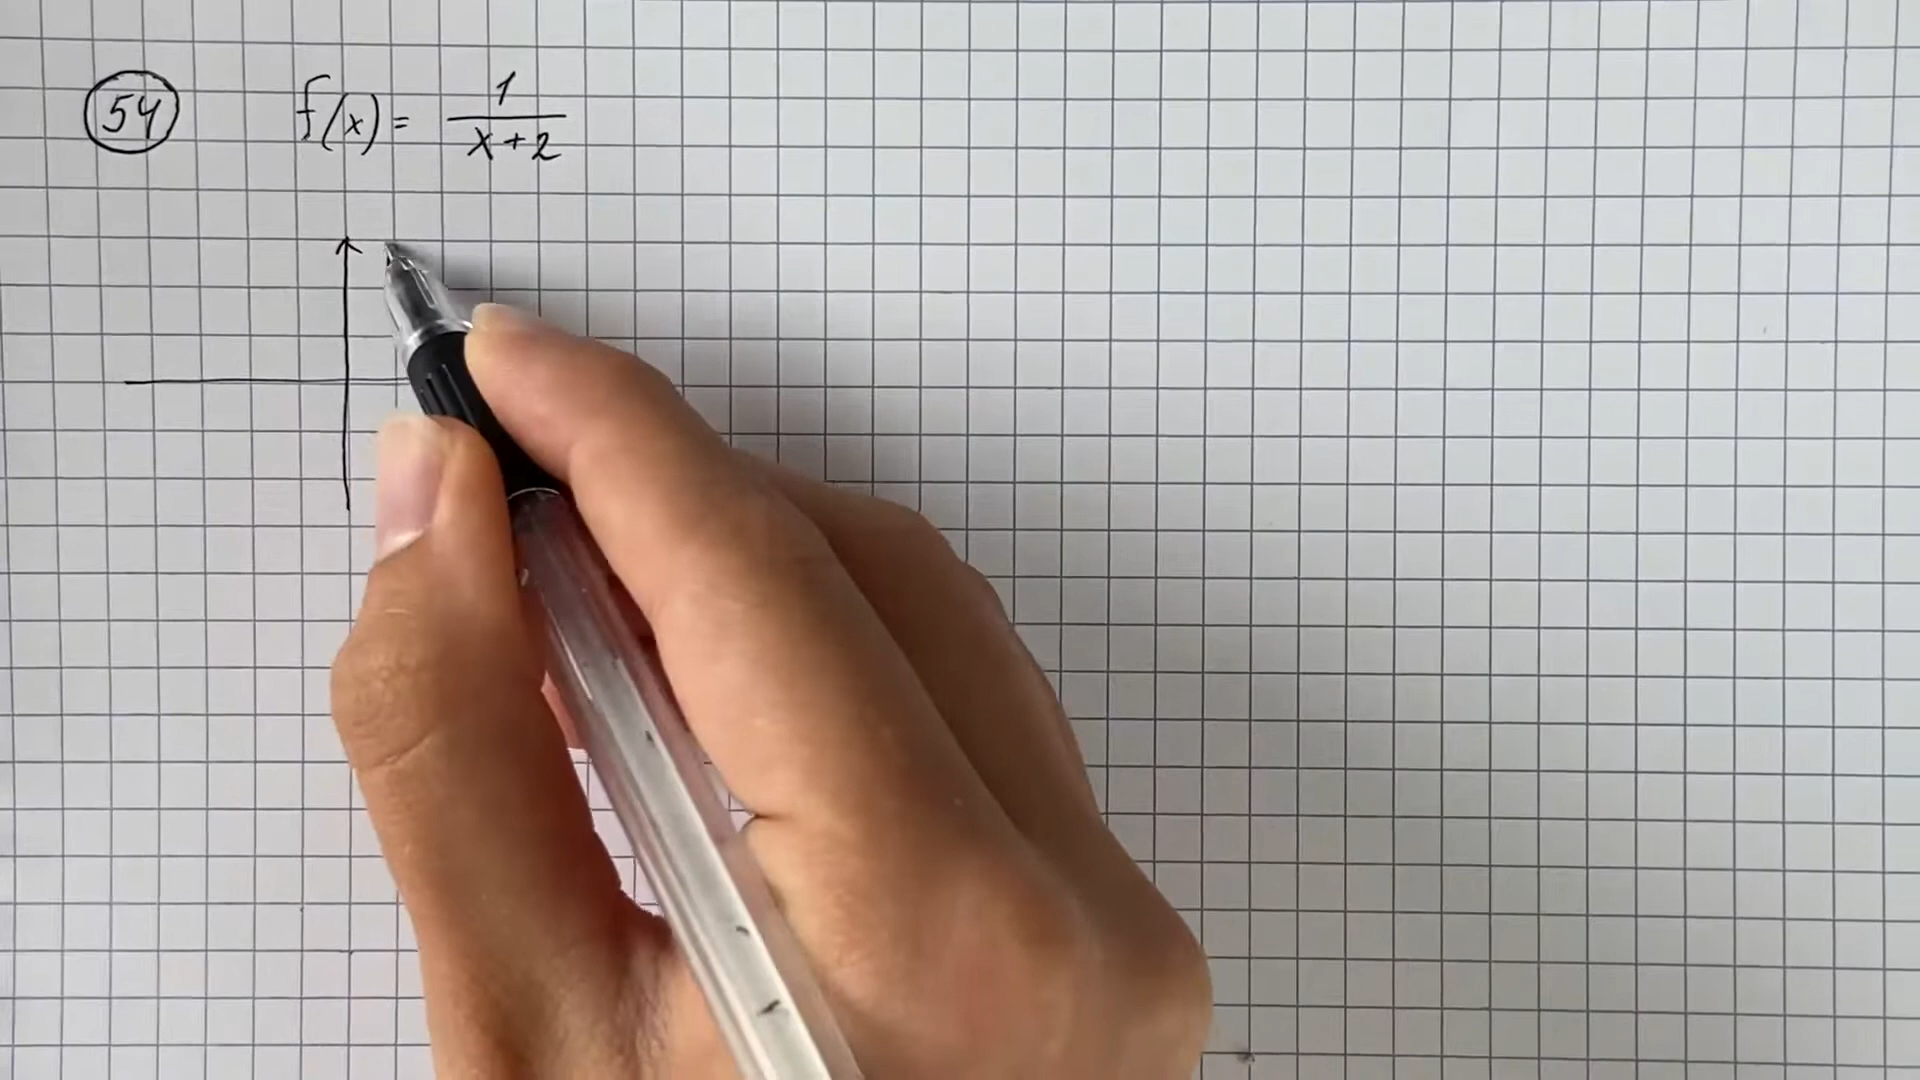 54 f(x) = 1/(x+2)